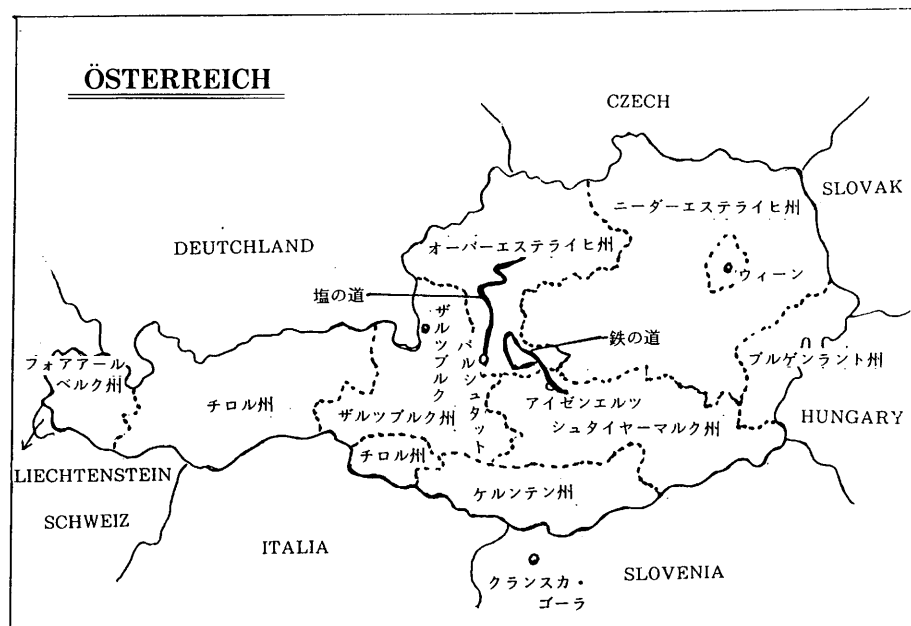 ÖSTERREICH
CZECH
SLOVAK
ニーダーエステライヒ州
DEUTCHLAND
オーバーエステライヒ州
ウィーン
塩の道
ザルツブルク
パルシュタット
鉄の道
フォアアール
ベルク州
ブルゲンラント州
チロル州
ザルツブルク州
アイゼンエルツ
シュタイヤーマルク州
HUNGARY
チロル州
LIECHTENSTEIN
ケルンテン州
SCHWEIZ
ITALIA
SLOVENIA
クランスカ・
ゴーラ